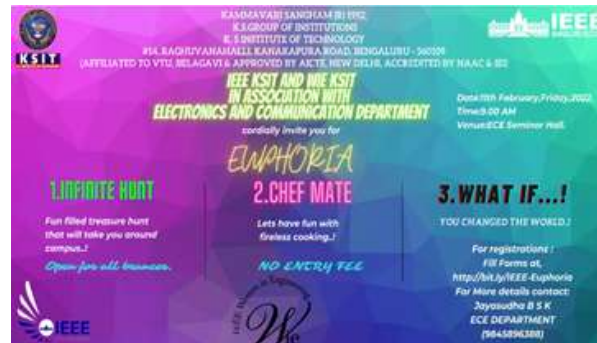 KAMMAVARI SANGHAM (R) 1952
K.S GROUP OF INSTITUTIONS
K. S INSTITUTE OF TECHNOLOGY
#14, RAGHUVANAHALLI, KANAKAPURA ROAD, BENGALURU - 560109
(AFFILIATED TO VTU, BELAGAVI & APPROVED BY AICTE, NEW DELHI, ACCREDITED BY NAAC & IEI)
KSIT
IEEE
IEEE KSIT AND WIE KSIT
IN ASSOCIATION WITH
ELECTRONICS AND COMMUNICATION DEPARTMENT
cordially invite you for
EUPHORIA
Date:11th February,Friday,2022
Time:9.00 AM
Venue:ECE Seminar Hall.
1.INFINITE HUNT
Fun filled treasure hunt
that will take you around
campus..!
Open for all branches.
2.CHEF MATE
Lets have fun with
fireless cooking..!
NO ENTRY FEE
3.WHAT IF...!
YOU CHANGED THE WORLD..!
For registrations :
Fill Forms at,
http://bit.ly/IEEE-Euphoria
For More details contact:
Jayasudha B S K
ECE DEPARTMENT
(9845896388)
IEEE
Wie